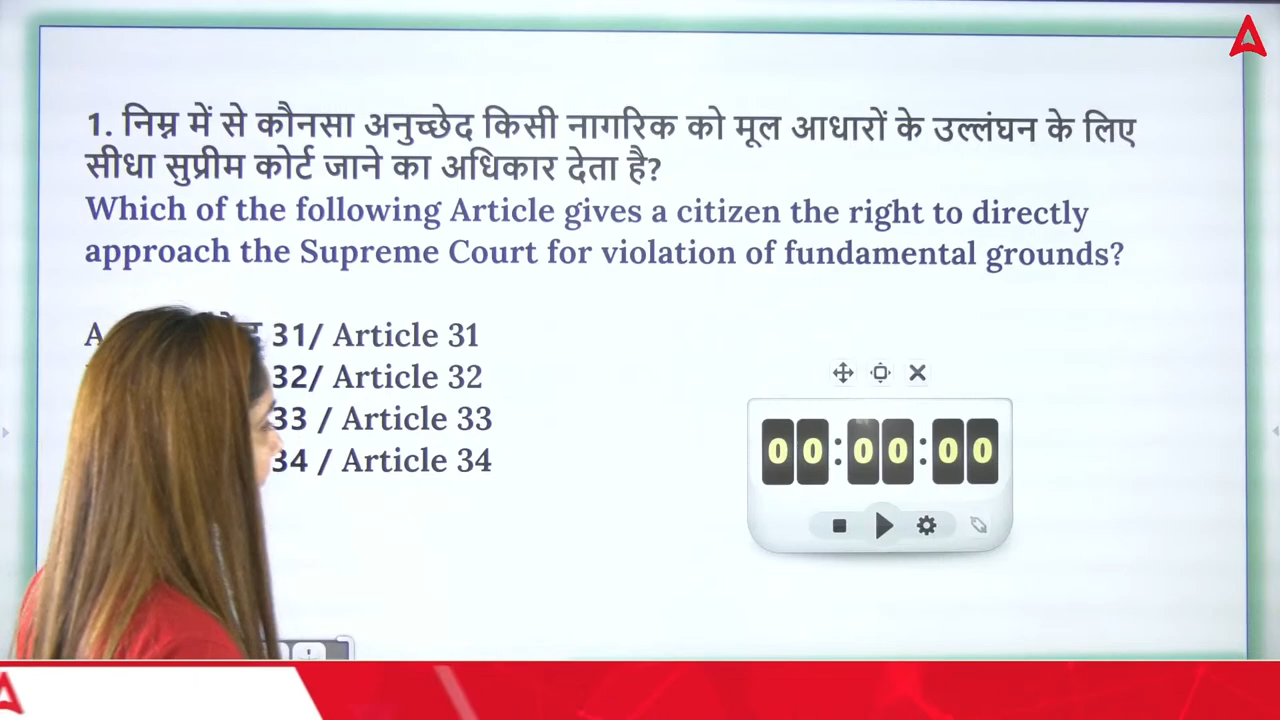 1. निम्न में से कौनसा अनुच्छेद किसी नागरिक को मूल आधारों के उल्लंघन के लिए
सीधा सुप्रीम कोर्ट जाने का अधिकार देता है?
Which of the following Article gives a citizen the right to directly
approach the Supreme Court for violation of fundamental grounds?
A 31/ Article 31
32/ Article 32
33 / Article 33
34 / Article 34
00:00:00